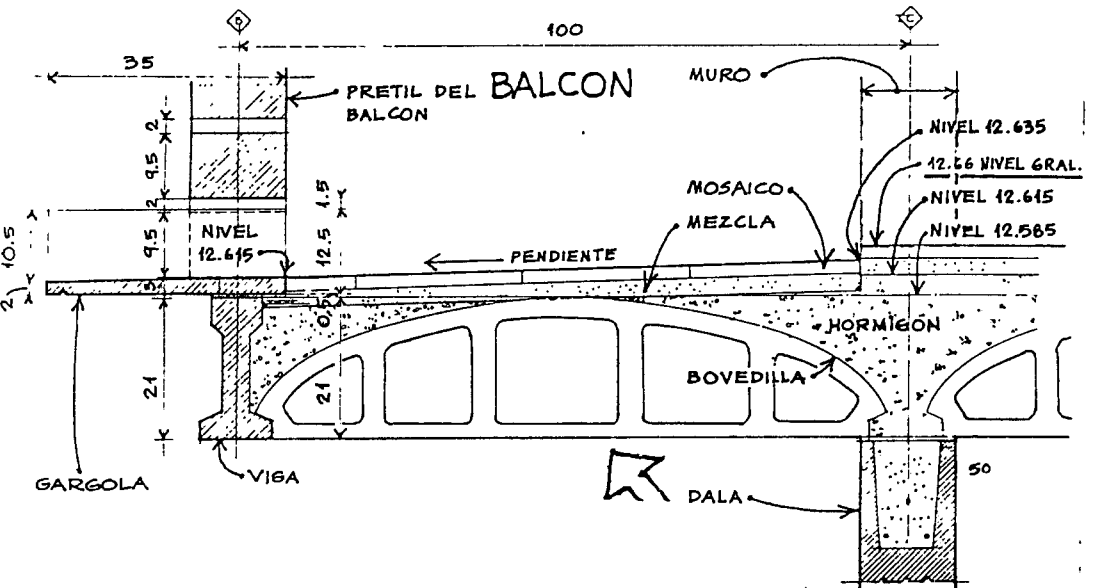 B
C
100
35
PRETIL DEL BALCON
BALCON
MURO
2
9.5
2
9.5
3
21
10.5
2
1.5
12.5
0.5
21
NIVEL 12.635
12.66 NIVEL GRAL.
NIVEL 12.615
NIVEL 12.585
MOSAICO
MEZCLA
NIVEL
12.615
PENDIENTE
HORMIGON
BOVEDILLA
GARGOLA
VIGA
DALA
50